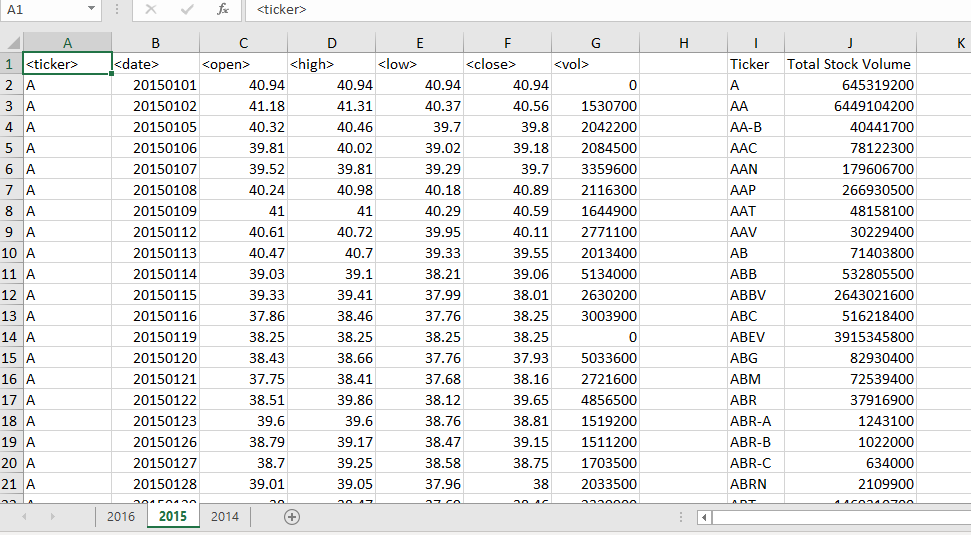 A1 fx <ticker>
A B C D E F G H I J K
1 <ticker> <date> <open> <high> <low> <close> <vol> Ticker Total Stock Volume
2 A 20150101 40.94 40.94 40.94 40.94 0 A 645319200
3 A 20150102 41.18 41.31 40.37 40.56 1530700 AA 6449104200
4 A 20150105 40.32 40.46 39.7 39.8 2042200 AA-B 40441700
5 A 20150106 39.81 40.02 39.02 39.18 2084500 AAC 78122300
6 A 20150107 39.52 39.81 39.29 39.7 3359600 AAN 179606700
7 A 20150108 40.24 40.98 40.18 40.89 2116300 AAP 266930500
8 A 20150109 41 41 40.29 40.59 1644900 AAT 48158100
9 A 20150112 40.61 40.72 39.95 40.11 2771100 AAV 30229400
10 A 20150113 40.47 40.7 39.33 39.55 2013400 AB 71403800
11 A 20150114 39.03 39.1 38.21 39.06 5134000 ABB 532805500
12 A 20150115 39.33 39.41 37.99 38.01 2630200 ABBV 2643021600
13 A 20150116 37.86 38.46 37.76 38.25 3003900 ABC 516218400
14 A 20150119 38.25 38.25 38.25 38.25 0 ABEV 3915345800
15 A 20150120 38.43 38.66 37.76 37.93 5033600 ABG 82930400
16 A 20150121 37.75 38.41 37.68 38.16 2721600 ABM 72539400
17 A 20150122 38.51 39.86 38.12 39.65 4856500 ABR 37916900
18 A 20150123 39.6 39.6 38.76 38.81 1519200 ABR-A 1243100
19 A 20150126 38.79 39.17 38.47 39.15 1511200 ABR-B 1022000
20 A 20150127 38.7 39.25 38.58 38.75 1703500 ABR-C 634000
21 A 20150128 39.01 39.05 37.96 38 2033500 ABRN 2109900
2016 2015 2014